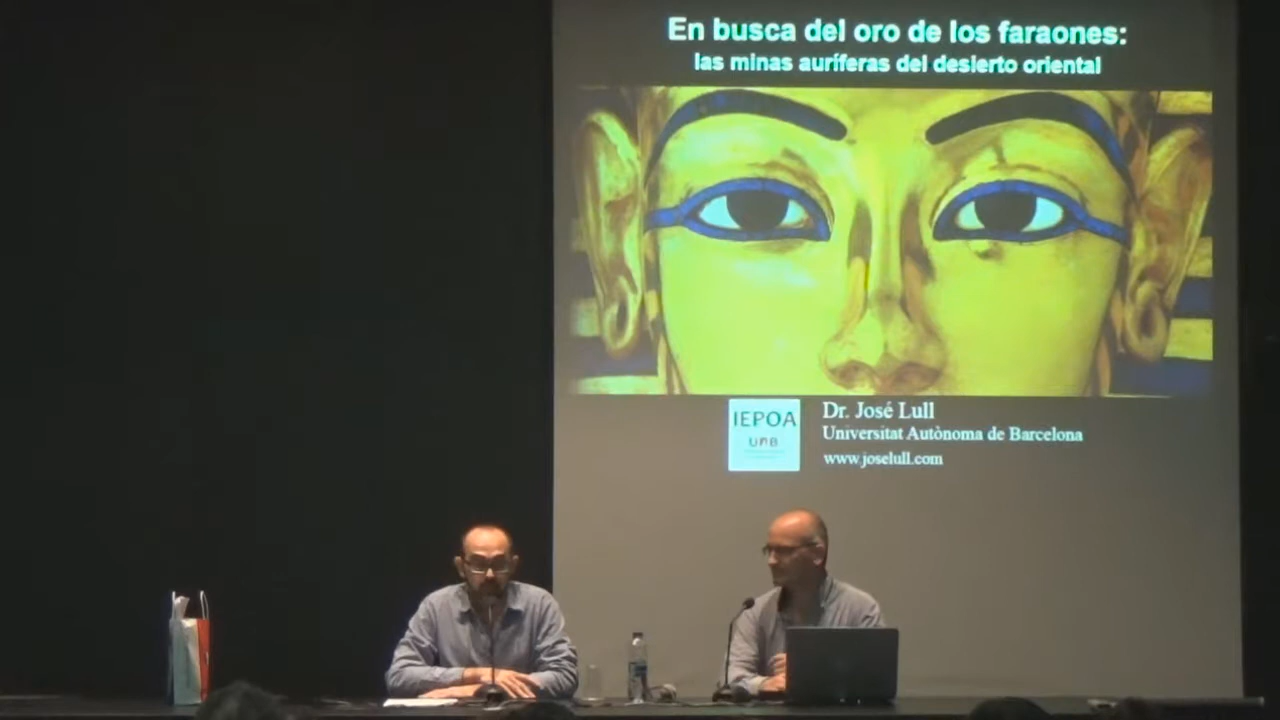 En busca del oro de los faraones:
las minas auríferas del desierto oriental
IEPOA
UAB
Dr. José Lull
Universitat Autònoma de Barcelona
www.joselull.com